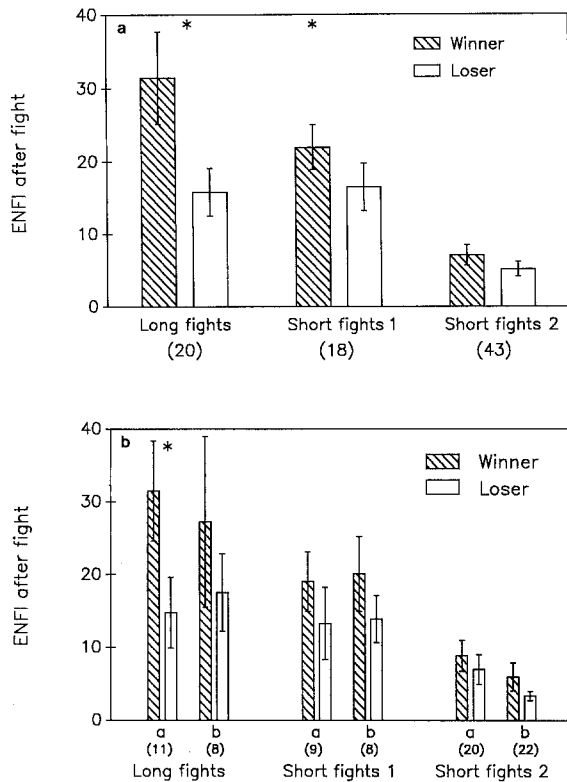 40
a
*
*
Winner
Loser
30
20
10
0
ENFI after fight
Long fights
Short fights 1
Short fights 2
(20)
(18)
(43)
40
b
*
Winner
Loser
30
20
10
0
ENFI after fight
a b a b a b
(11) (8) (9) (8) (20) (22)
Long fights
Short fights 1
Short fights 2